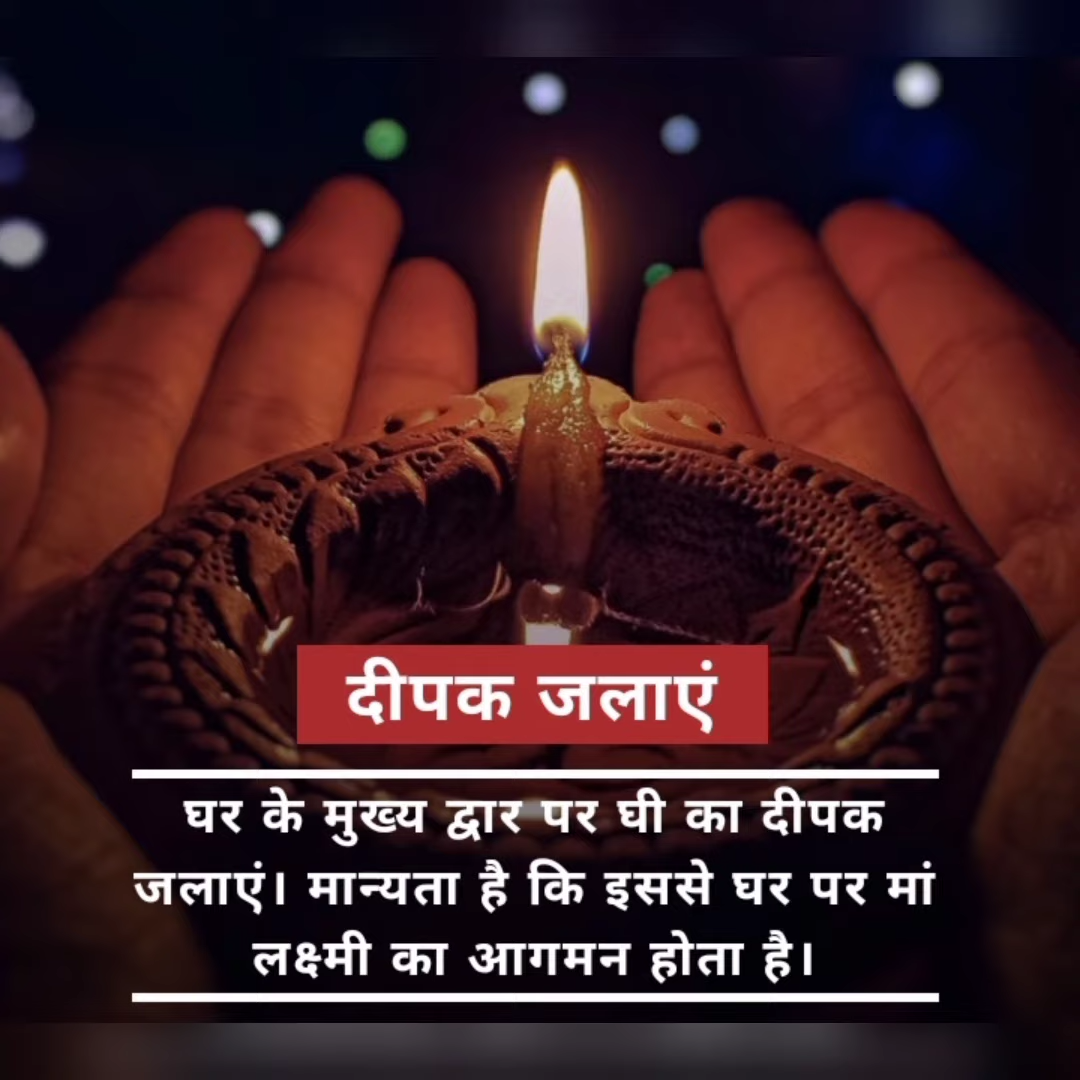 दीपक जलाएं
घर के मुख्य द्वार पर घी का दीपक
जलाएं। मान्यता है कि इससे घर पर मां
लक्ष्मी का आगमन होता है।